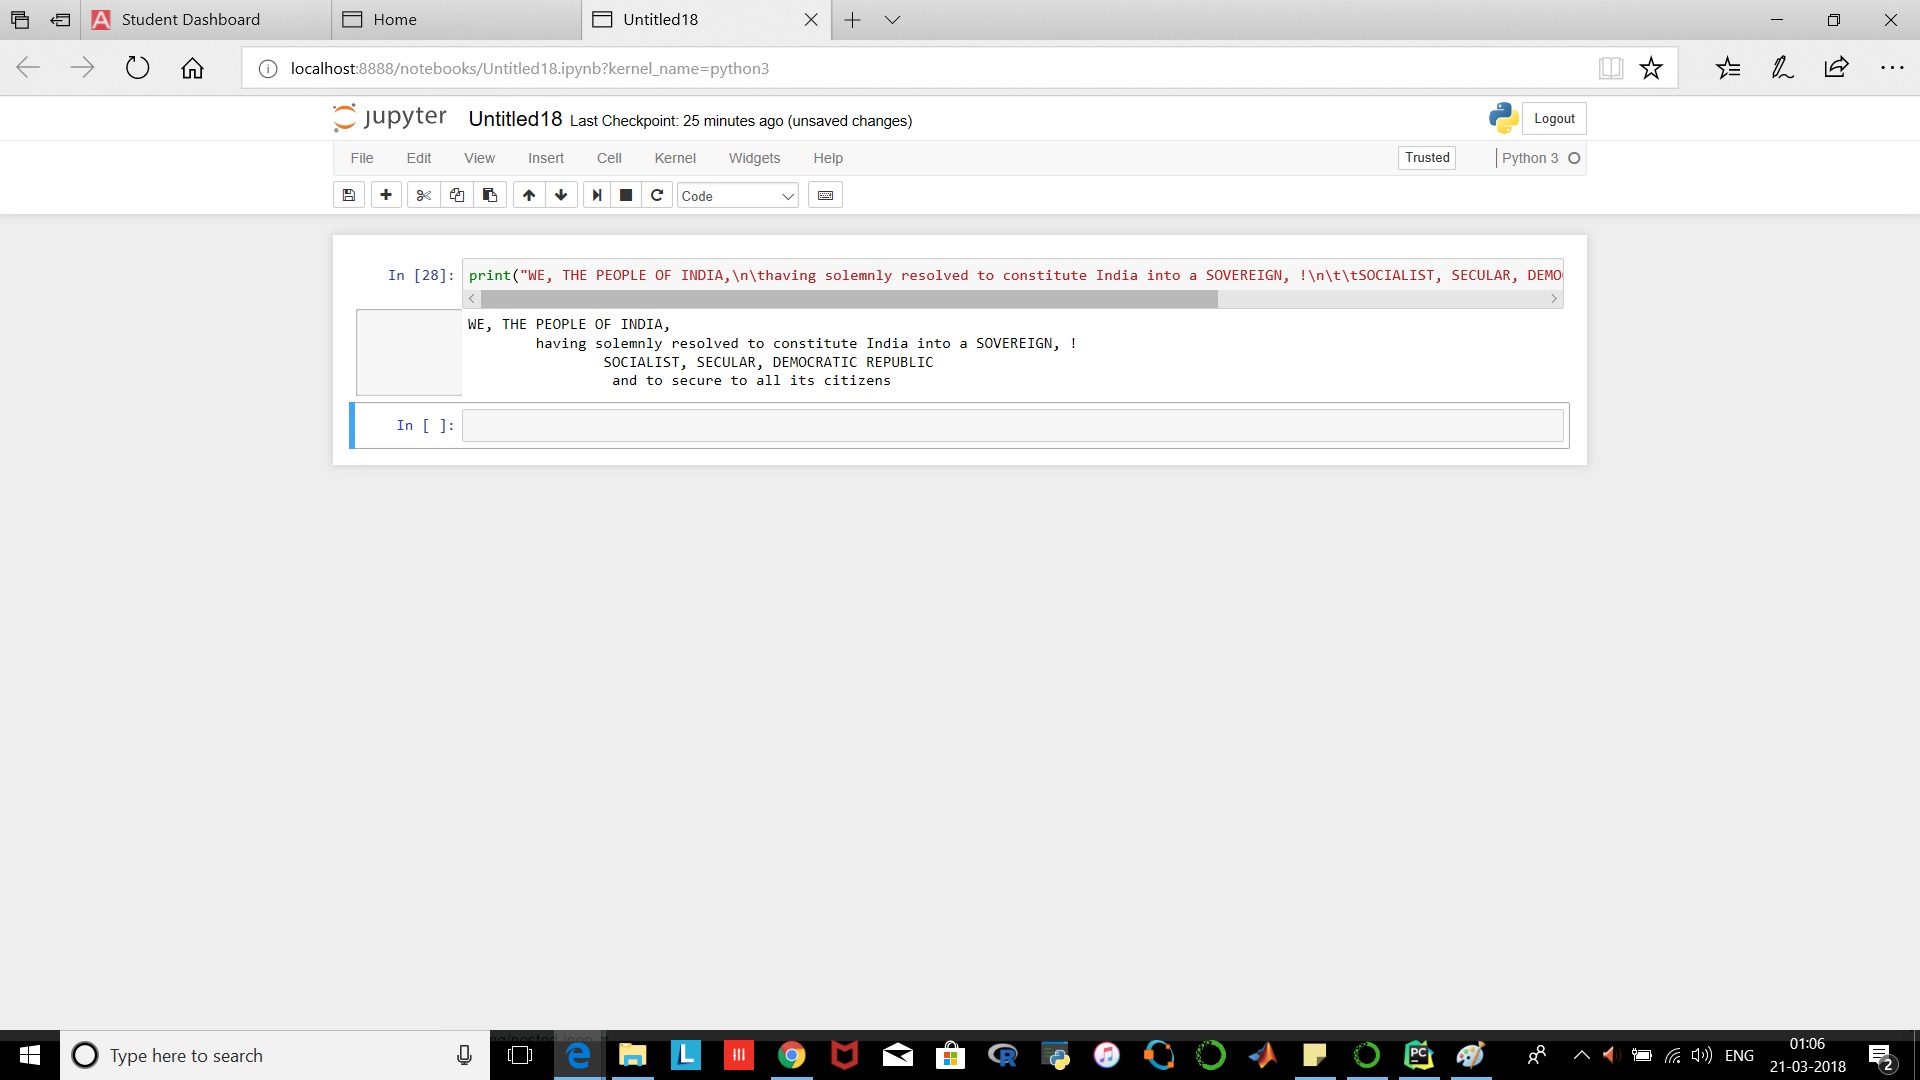 Student Dashboard
Home
Untitled18
localhost:8888/notebooks/Untitled18.ipynb?kernel_name=python3
jupyter Untitled18 Last Checkpoint: 25 minutes ago (unsaved changes)
Logout
File Edit View Insert Cell Kernel Widgets Help
Trusted
Python 3
Code
In [28]: print("WE, THE PEOPLE OF INDIA,\n\thaving solemnly resolved to constitute India into a SOVEREIGN, !\n\t\tSOCIALIST, SECULAR, DEMO
WE, THE PEOPLE OF INDIA,
having solemnly resolved to constitute India into a SOVEREIGN, !
SOCIALIST, SECULAR, DEMOCRATIC REPUBLIC
and to secure to all its citizens
In [ ]:
Type here to search
L
PC
ENG
01:06
21-03-2018
2